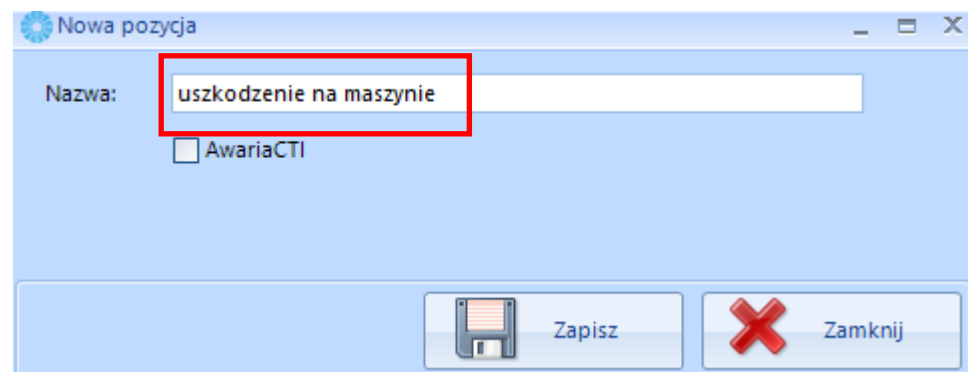 Nowa pozycja
Nazwa: uszkodzenie na maszynie
AwariaCTI
Zapisz Zamknij